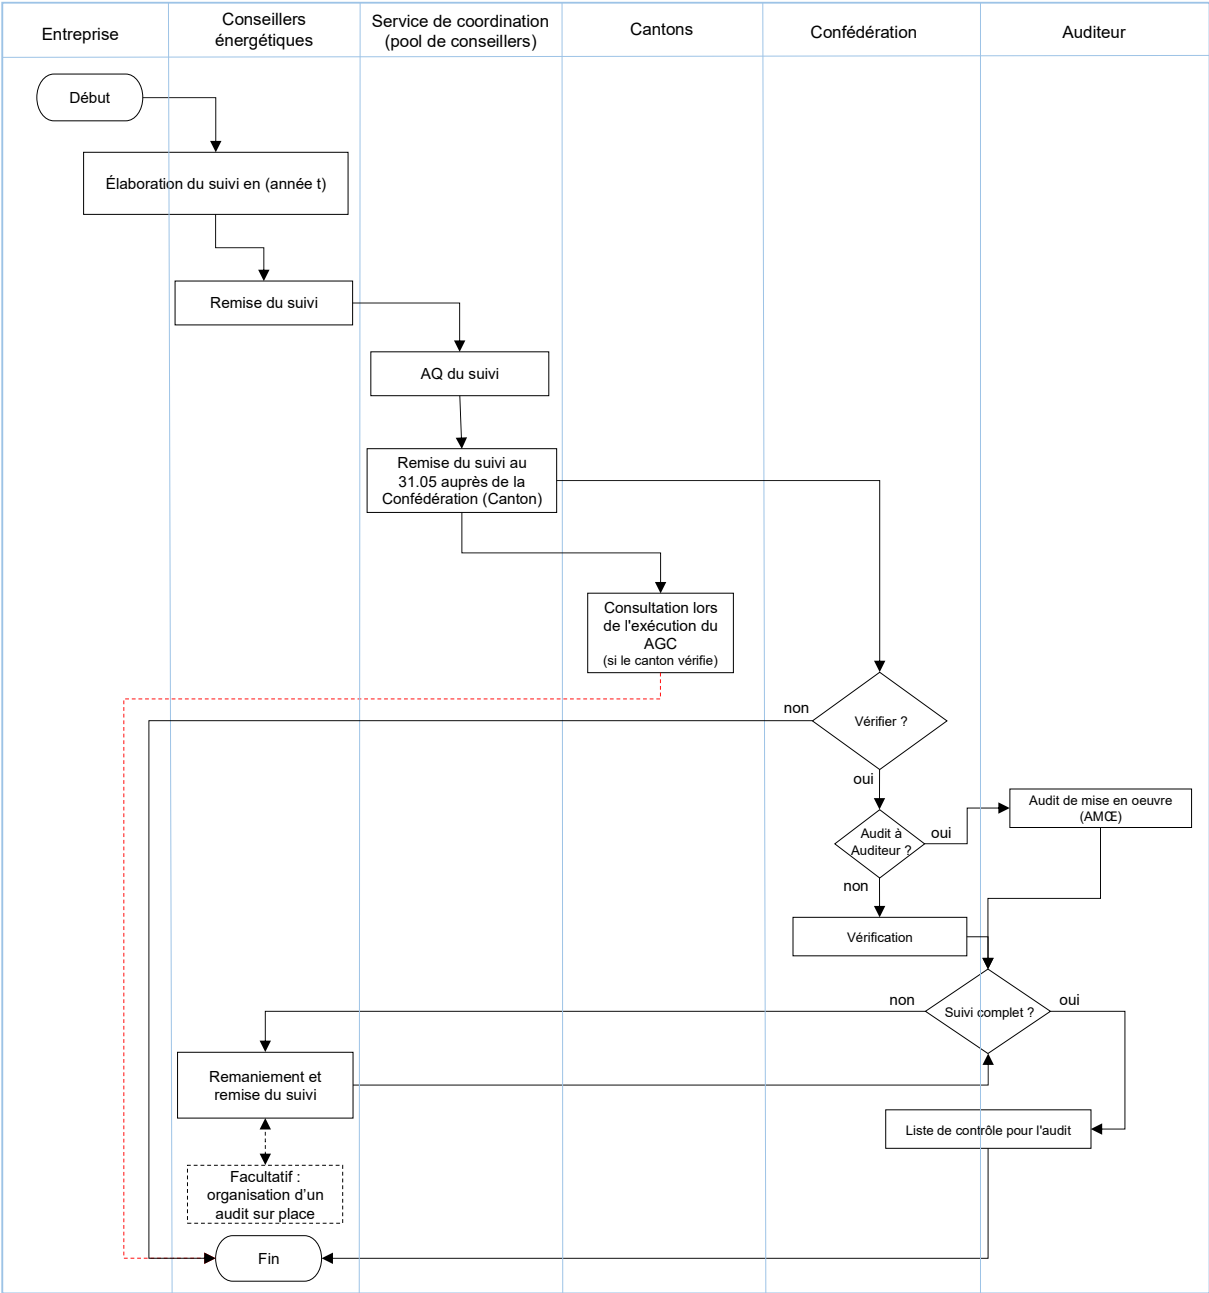 Entreprise
Conseillers
énergétiques
Service de coordination
(pool de conseillers)
Cantons
Confédération
Auditeur
Début
Élaboration du suivi en (année t)
Remise du suivi
AQ du suivi
Remise du suivi au
31.05 auprès de la
Confédération (Canton)
Consultation lors
de l'exécution du
AGC
(si le canton vérifie)
non
Vérifier ?
oui
Audit à
Auditeur ?
oui
Audit de mise en oeuvre
(AMŒ)
non
Vérification
non
Suivi complet ?
oui
Remaniement et
remise du suivi
Liste de contrôle pour l'audit
Facultatif :
organisation d’un
audit sur place
Fin